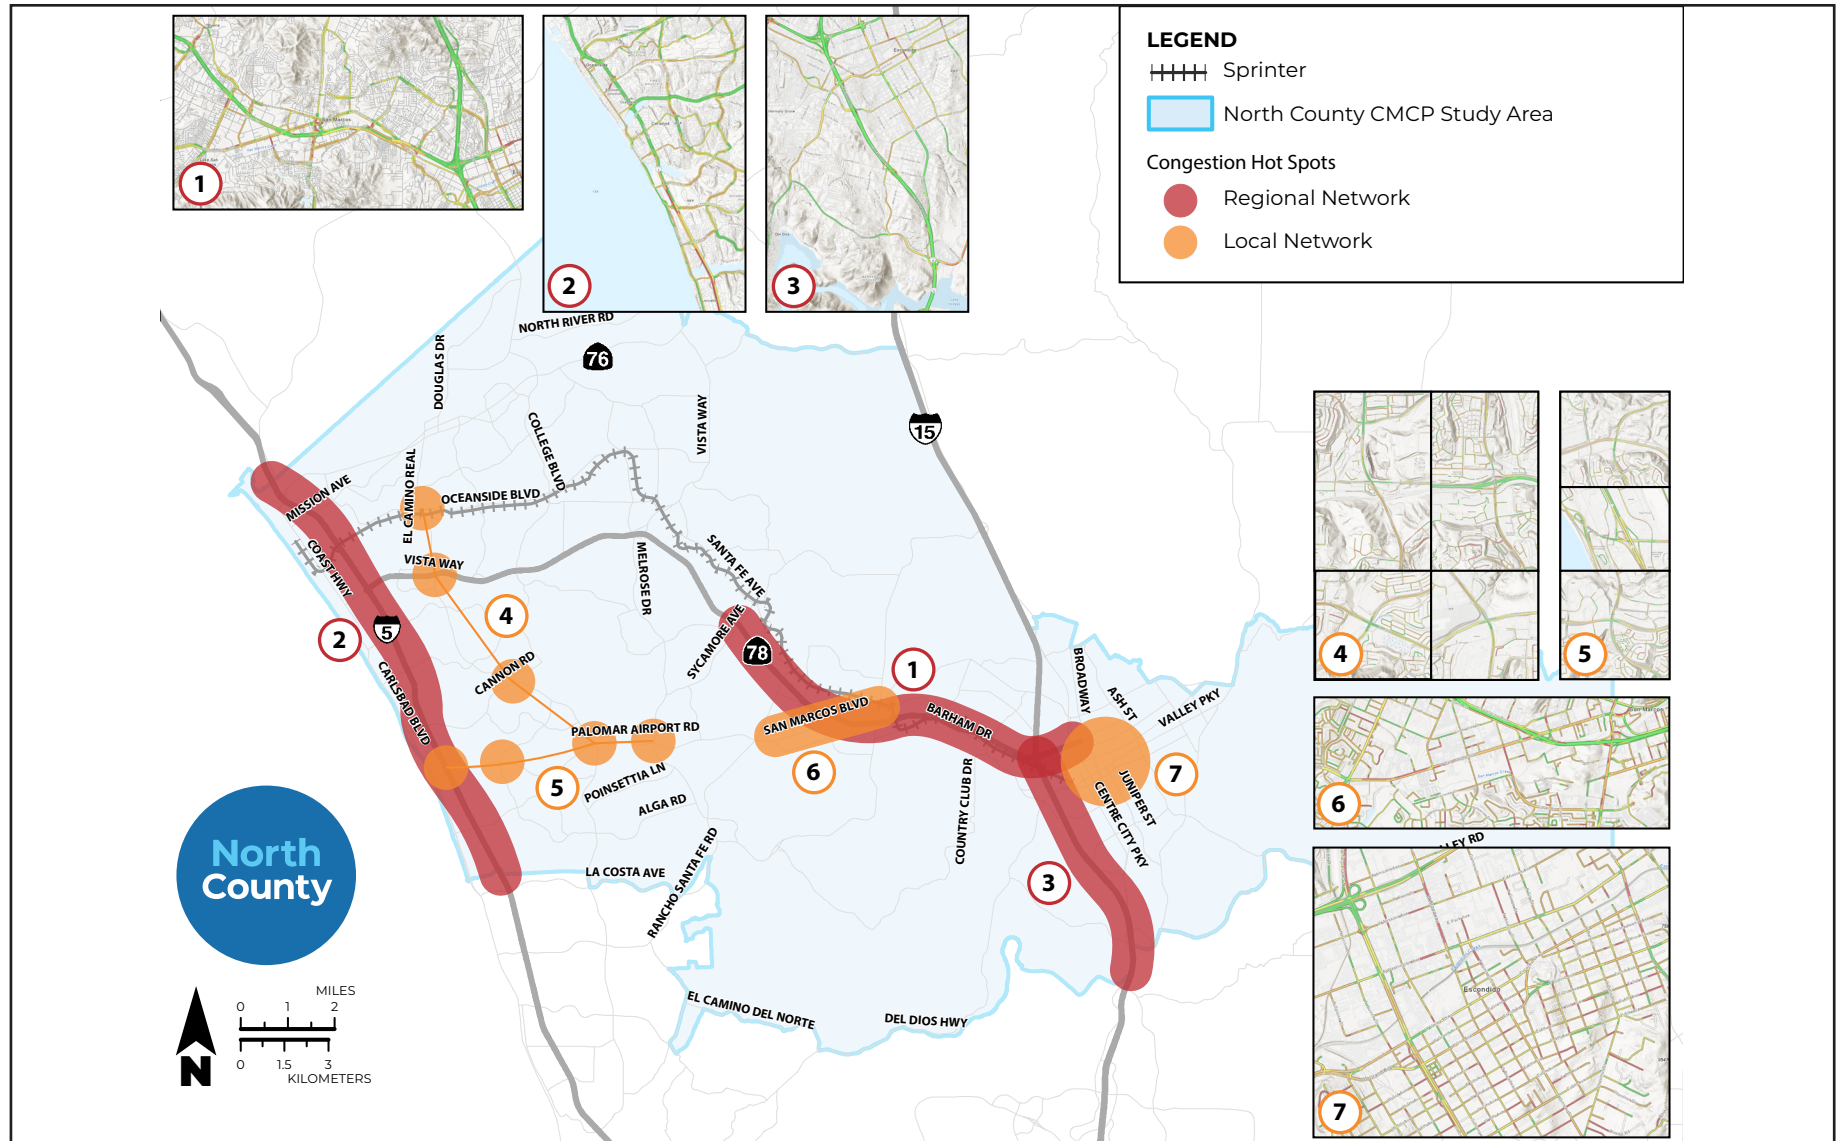 LEGEND
Sprinter
North County CMCP Study Area
Congestion Hot Spots
Regional Network
Local Network
1
2
3
NORTH RIVER RD
76
DOUGLAS DR
COLLEGE BLVD
VISTA WAY
15
EL CAMINO REAL
MISSION AVE
OCEANSIDE BLVD
COAST HWY
VISTA WAY
MELROSE DR
SANTA FE AVE
4
2
5
SYCAMORE AVE
78
1
CANNON RD
CARLSBAD BLVD
PALOMAR AIRPORT RD
SAN MARCOS BLVD
BARHAM DR
BROADWAY
ASH ST
VALLEY PKY
5
6
7
POINSETTIA LN
ALGA RD
COUNTRY CLUB DR
JUNIPER ST
CENTRE CITY PKY
LA COSTA AVE
RANCHO SANTA FE RD
3
EL CAMINO DEL NORTE
DEL DIOS HWY
North
County
MILES
0 1 2
0 1.5 3
KILOMETERS
N
4
5
San Marcos
6
LEY RD
Escondido
7